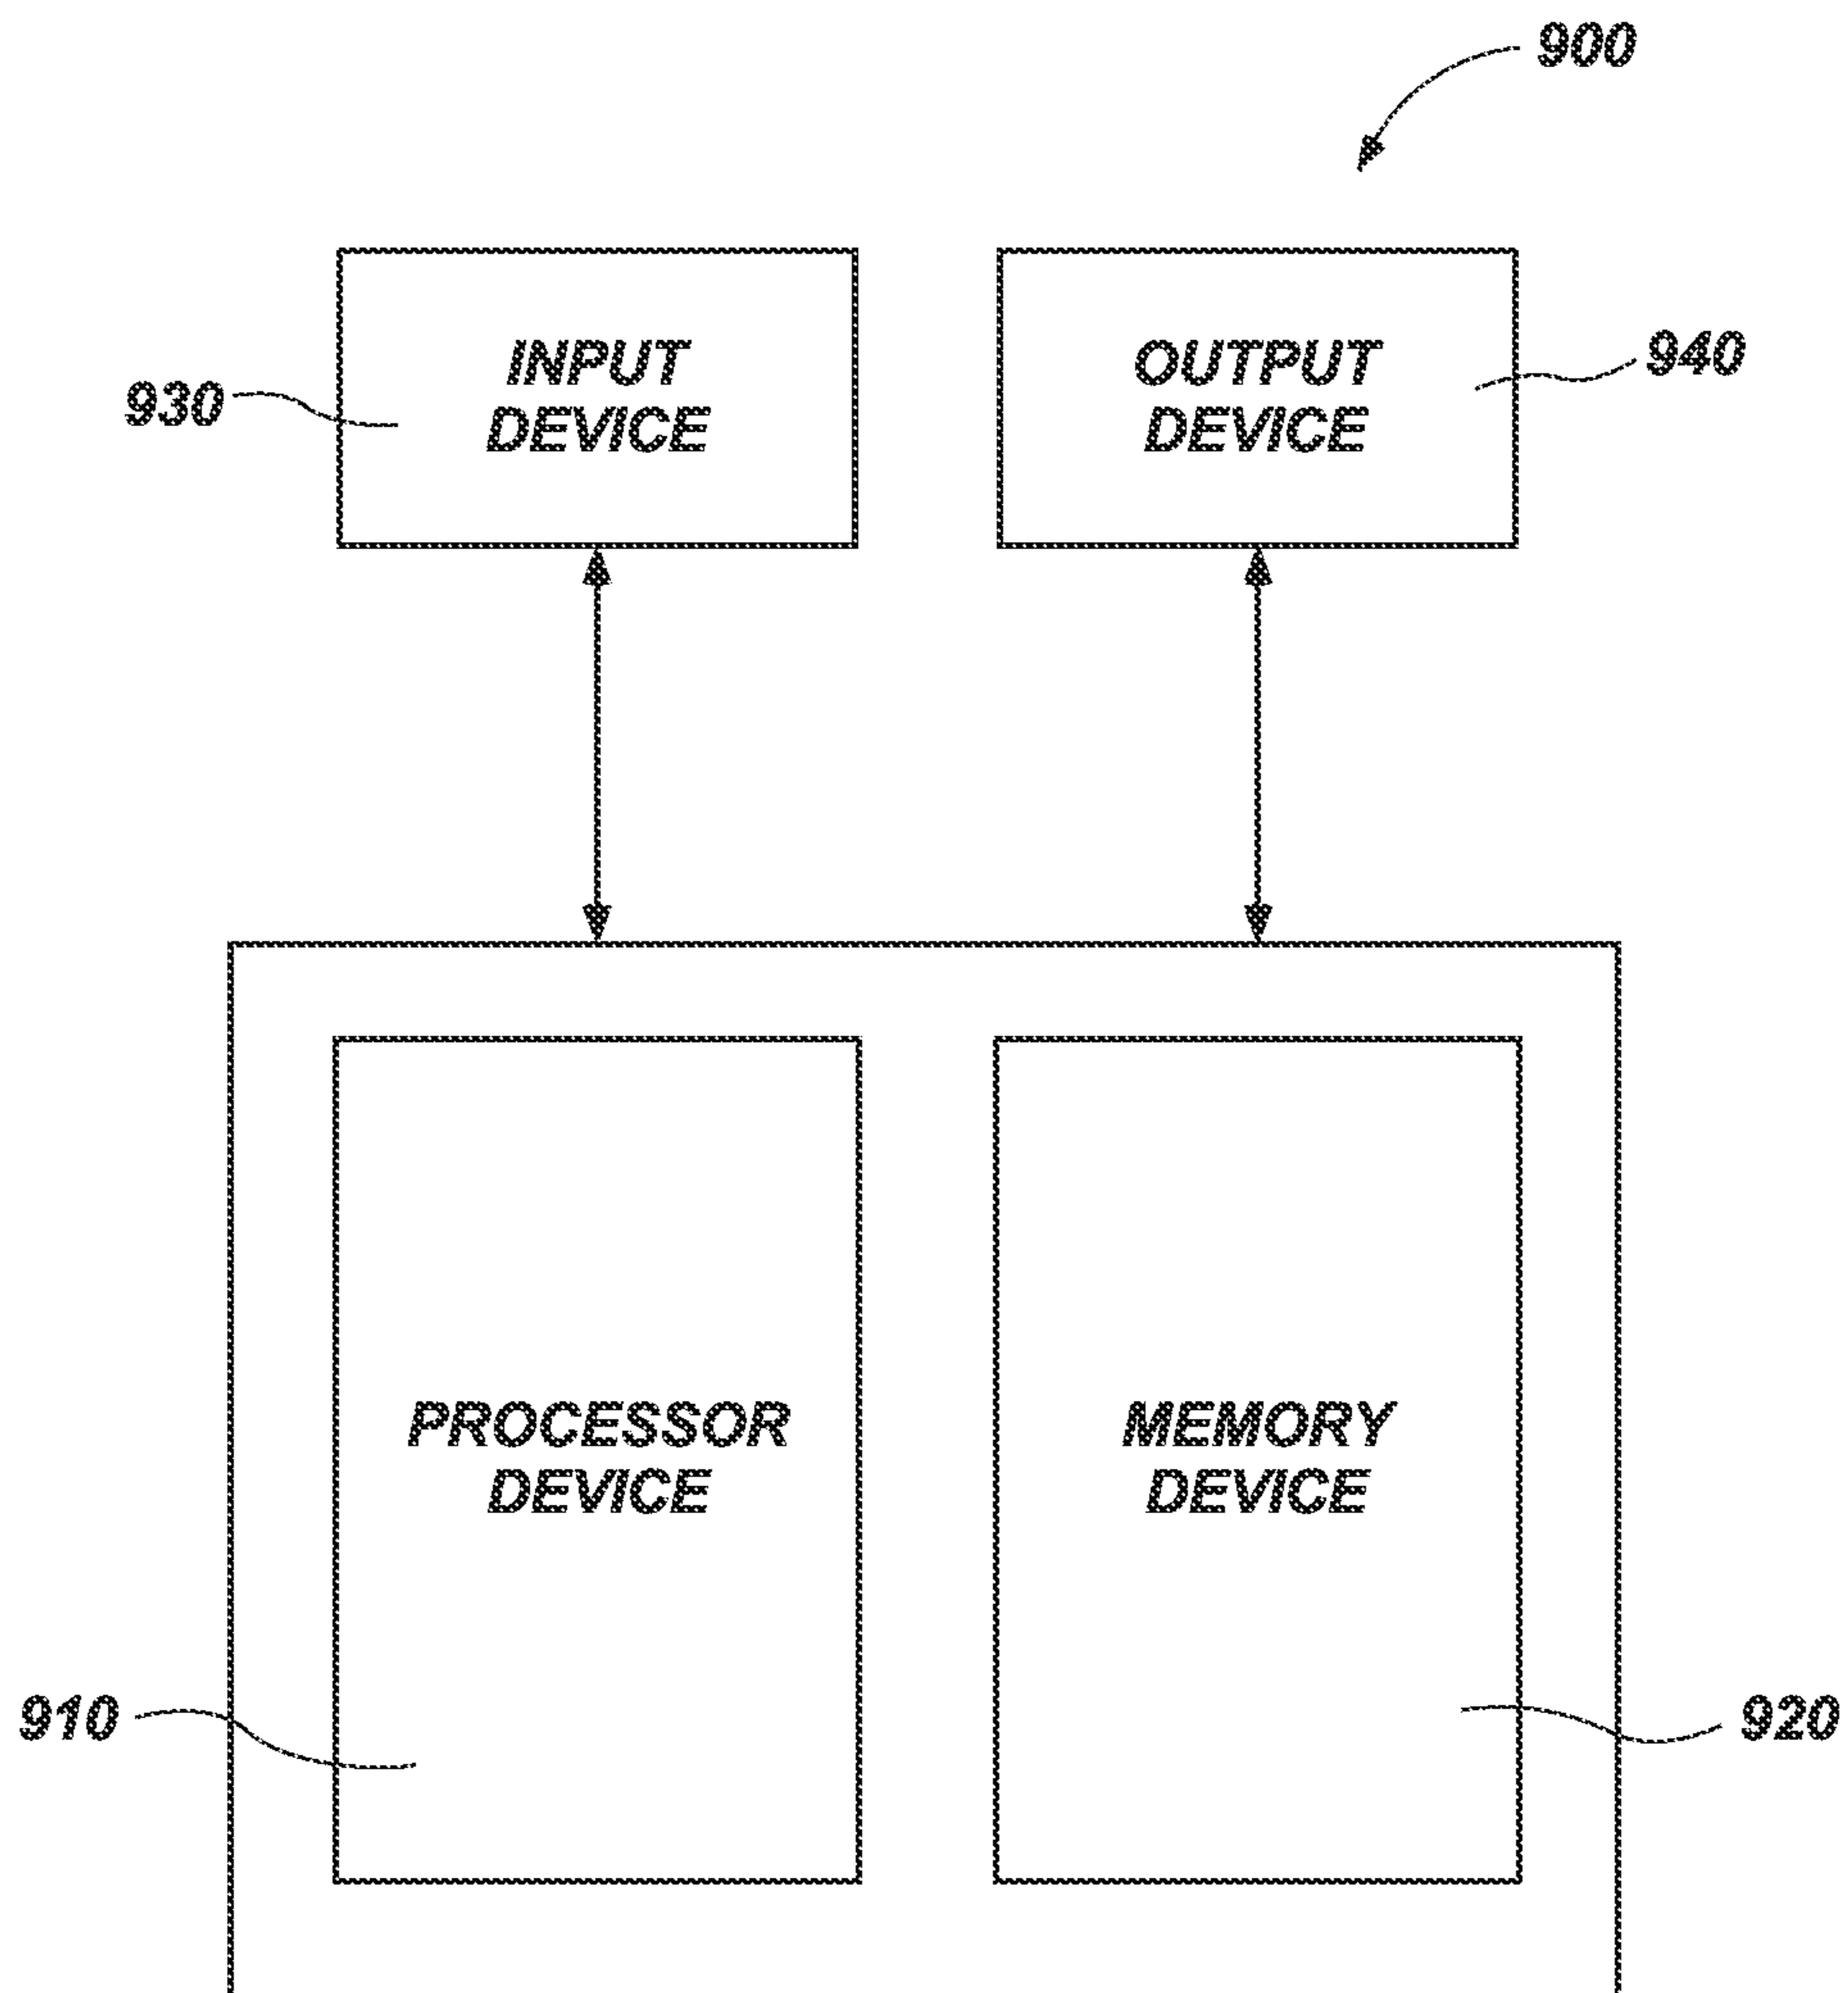 900
INPUT
DEVICE
930
OUTPUT
DEVICE
940
PROCESSOR
DEVICE
MEMORY
DEVICE
910
920